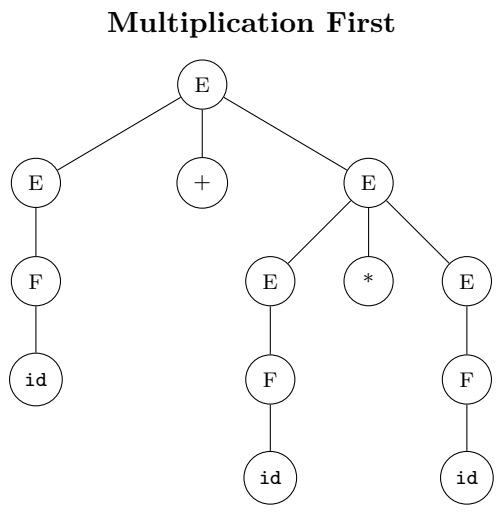 Multiplication First
E
E + E
F E * E
id F F
id id